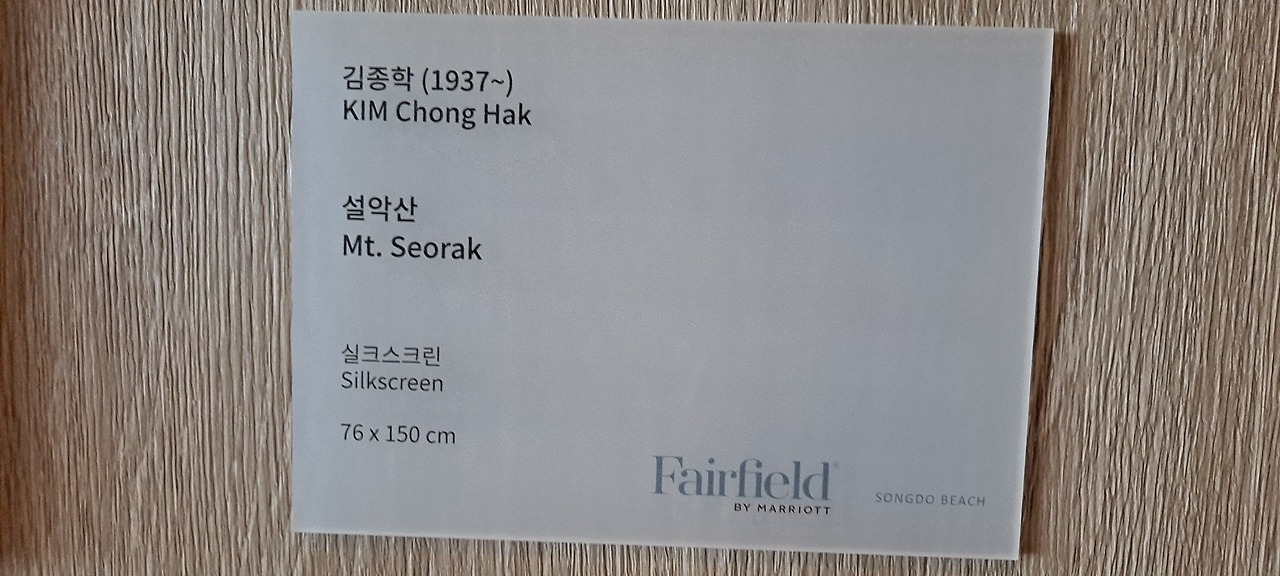 김종학 (1937~)
KIM Chong Hak
설악산
Mt. Seorak
실크스크린
Silkscreen
76 x 150 cm
Fairfield
BY MARRIOTT
SONGDO BEACH